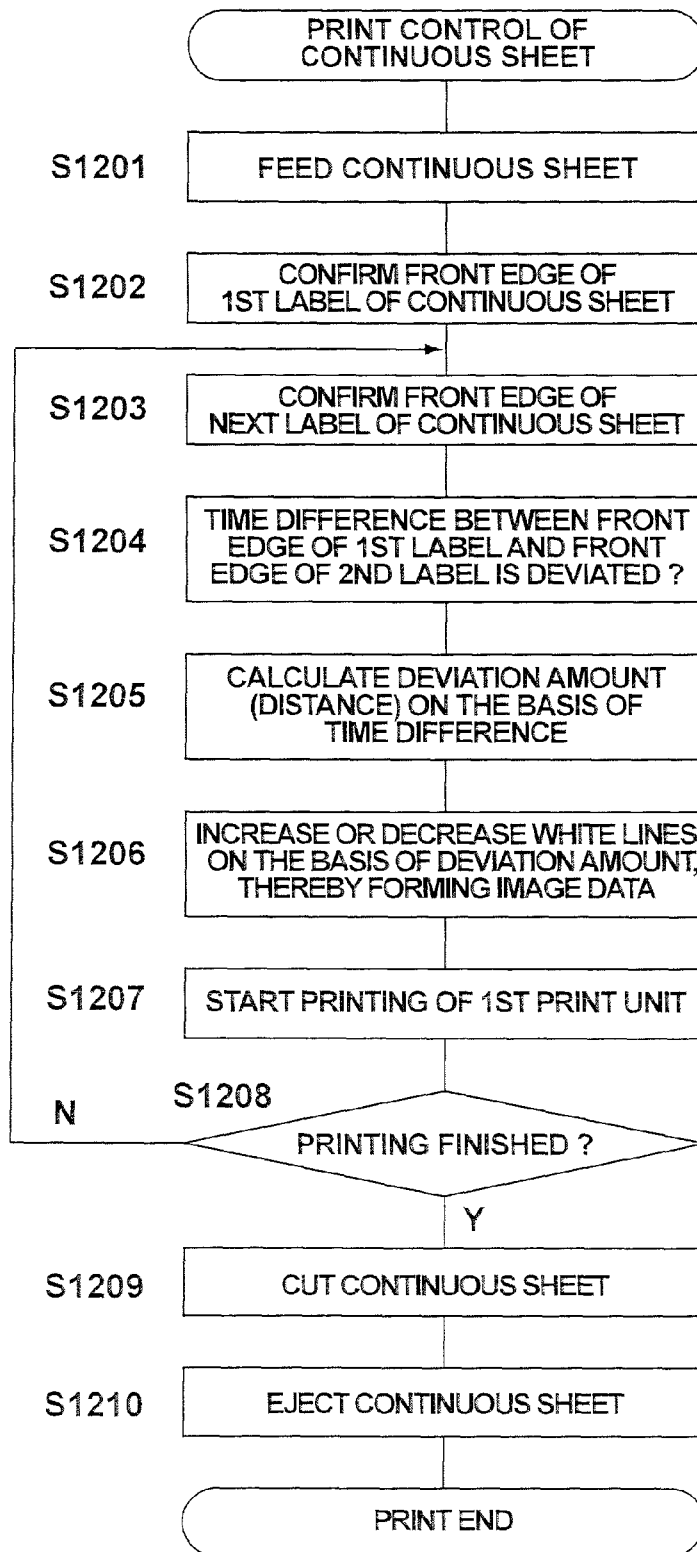 PRINT CONTROL OF
CONTINUOUS SHEET
S1201
FEED CONTINUOUS SHEET
S1202
CONFIRM FRONT EDGE OF
1ST LABEL OF CONTINUOUS SHEET
S1203
CONFIRM FRONT EDGE OF
NEXT LABEL OF CONTINUOUS SHEET
S1204
TIME DIFFERENCE BETWEEN FRONT
EDGE OF 1ST LABEL AND FRONT
EDGE OF 2ND LABEL IS DEVIATED ?
S1205
CALCULATE DEVIATION AMOUNT
(DISTANCE) ON THE BASIS OF
TIME DIFFERENCE
S1206
INCREASE OR DECREASE WHITE LINES
ON THE BASIS OF DEVIATION AMOUNT,
THEREBY FORMING IMAGE DATA
S1207
START PRINTING OF 1ST PRINT UNIT
S1208
N
PRINTING FINISHED ?
Y
S1209
CUT CONTINUOUS SHEET
S1210
EJECT CONTINUOUS SHEET
PRINT END